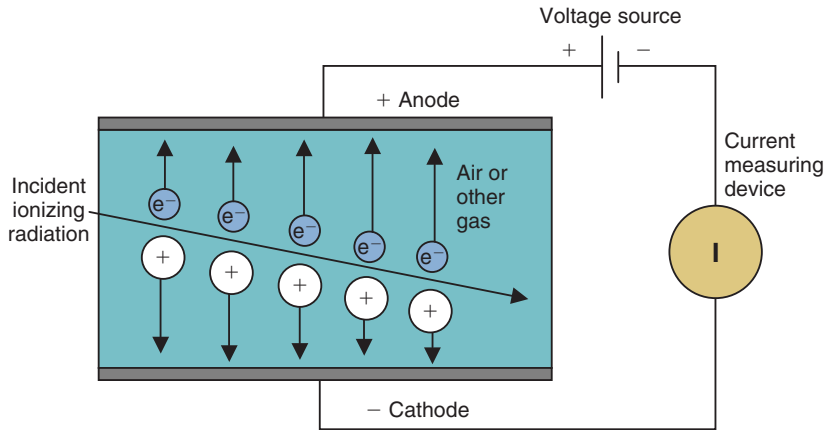 Voltage source
+ −
+ Anode
Incident
ionizing
radiation
Air or
other
gas
Current
measuring
device
e− e− e− e− e−
+ + + + +
I
− Cathode